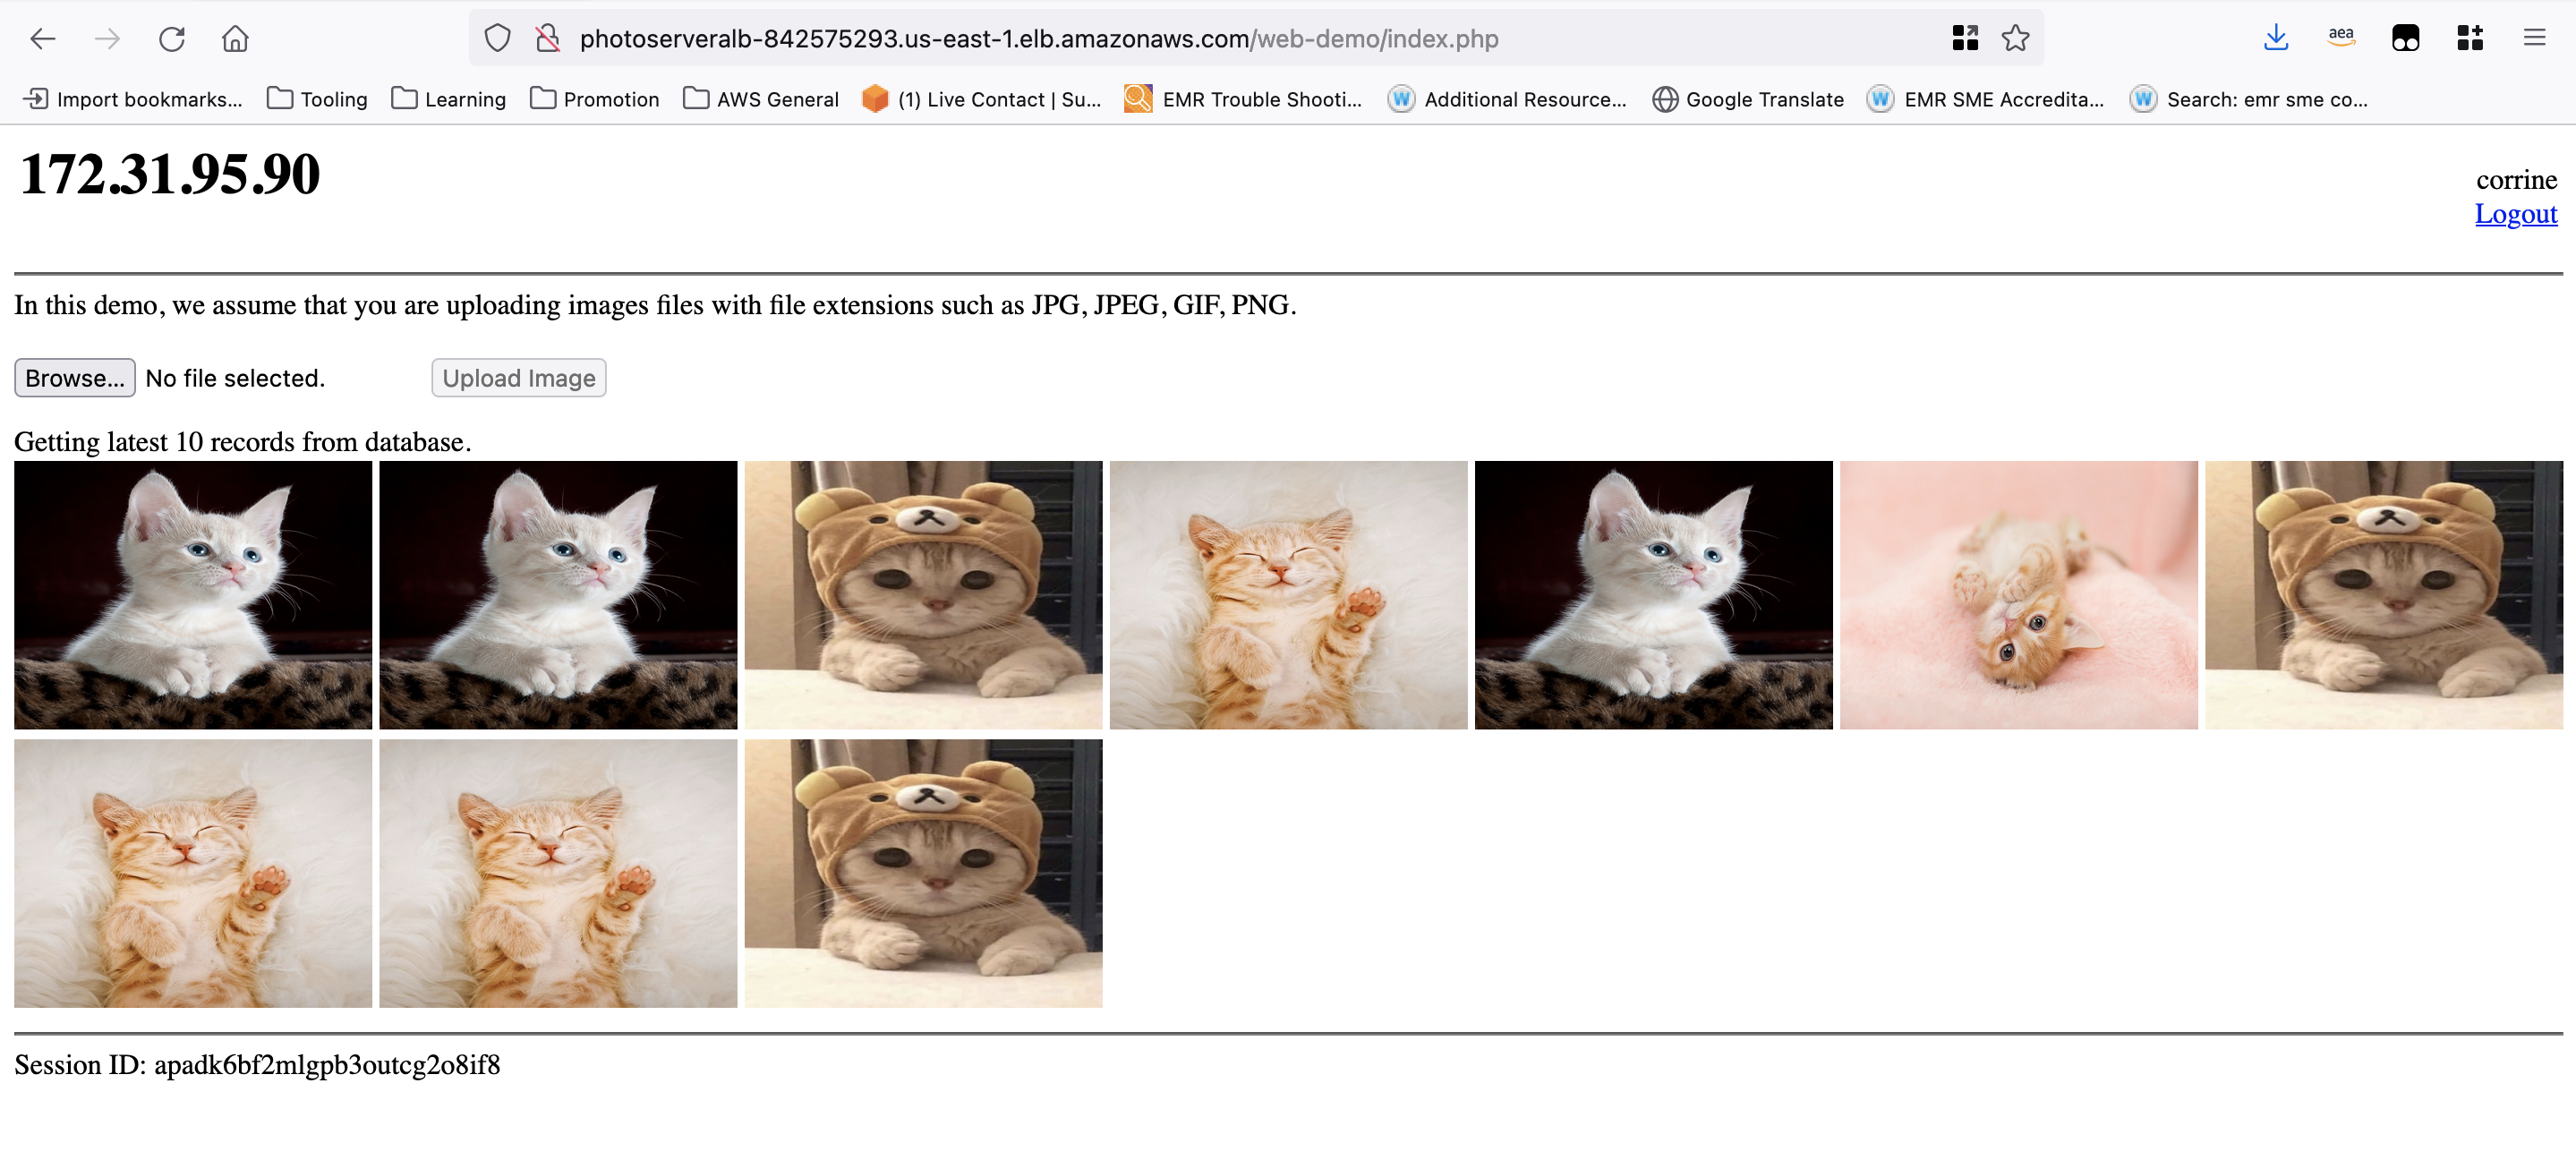 photoserveralb-842575293.us-east-1.elb.amazonaws.com/web-demo/index.php
aea
Import bookmarks... Tooling Learning Promotion AWS General (1) Live Contact | Su... EMR Trouble Shooti... W Additional Resource... Google Translate W EMR SME Accredita... W Search: emr sme co...
172.31.95.90
corrine
Logout
In this demo, we assume that you are uploading images files with file extensions such as JPG, JPEG, GIF, PNG.
Browse... No file selected. Upload Image
Getting latest 10 records from database.
Session ID: apadk6bf2mlgpb3outcg2o8if8